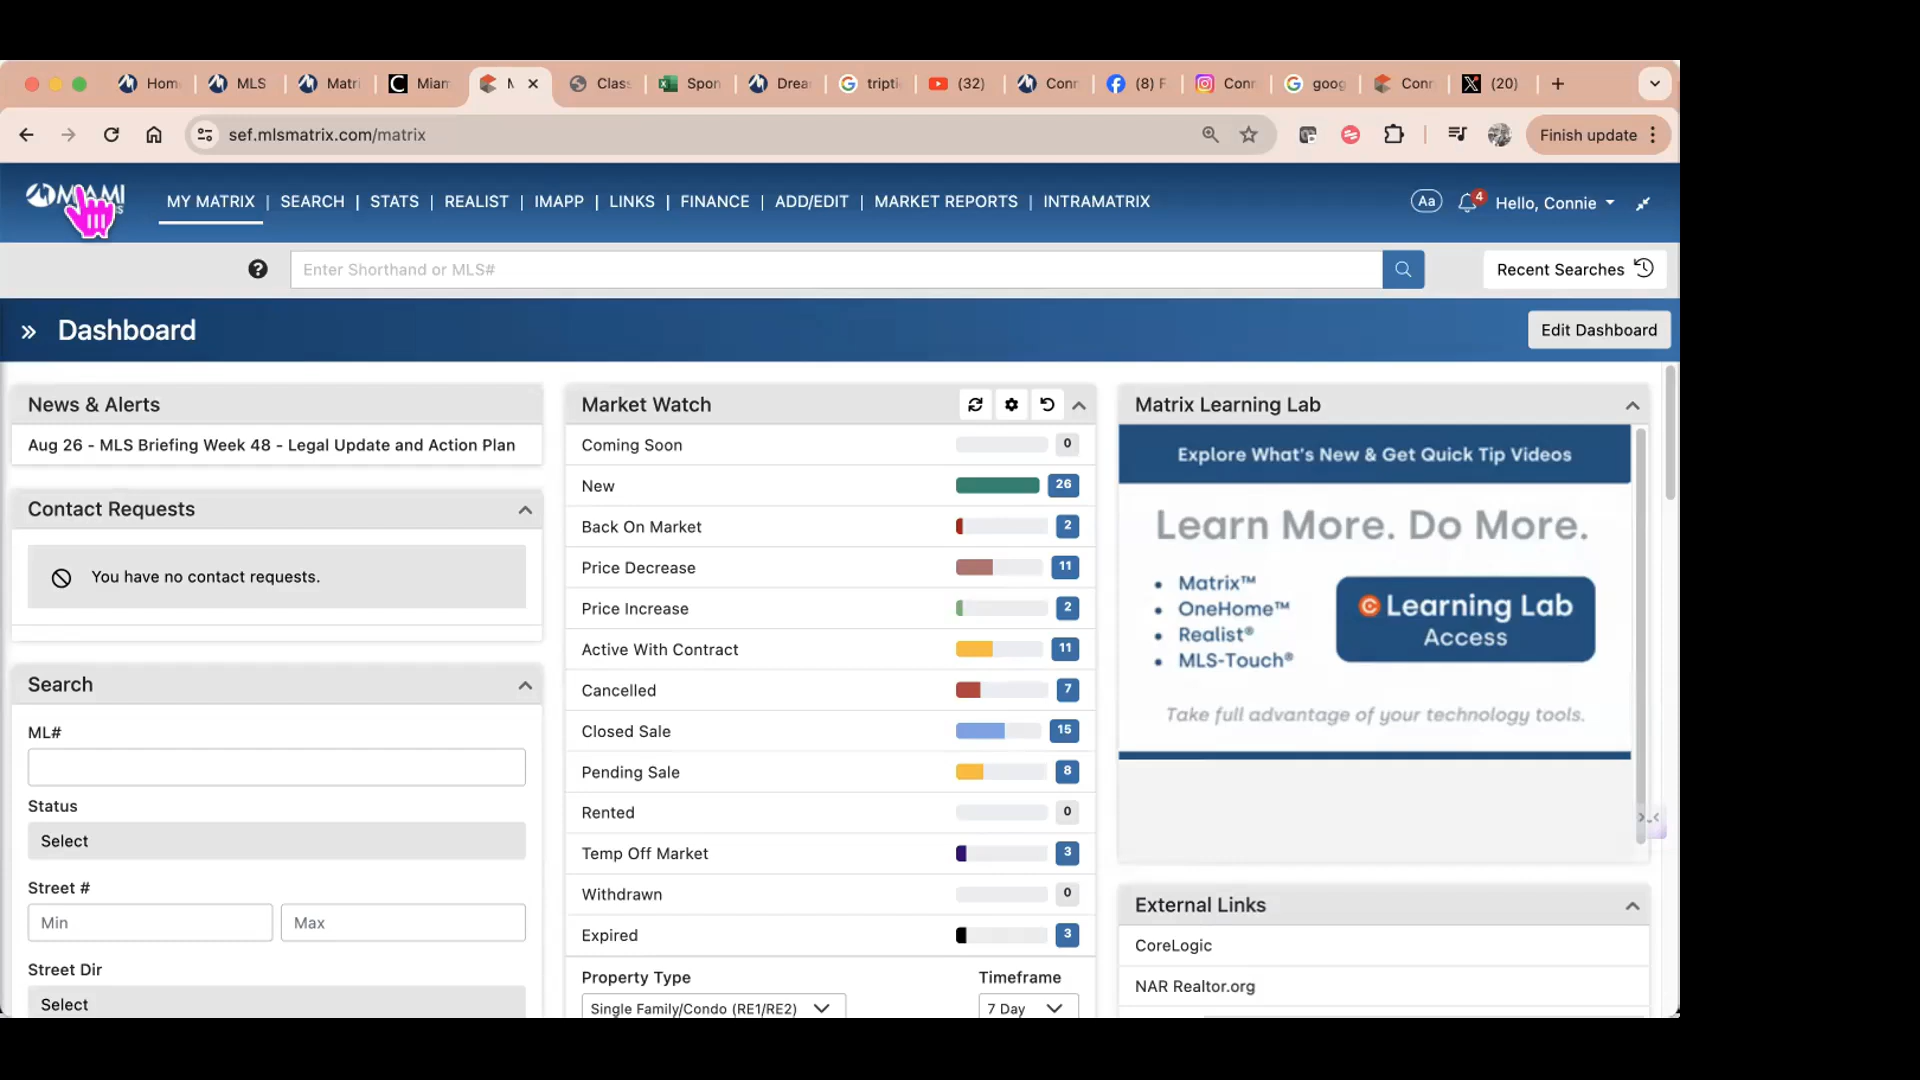 Hom
MLS
Matri
Miam
M
Class
Spon
Drea
tripti
(32)
Conn
(8) F
Conn
goog
Conn
(20)
sef.mlsmatrix.com/matrix
Finish update
MIAMI
MY MATRIX | SEARCH | STATS | REALIST | IMAPP | LINKS | FINANCE | ADD/EDIT | MARKET REPORTS | INTRAMATRIX
Aa
4
Hello, Connie
Enter Shorthand or MLS#
Recent Searches
Dashboard
Edit Dashboard
News & Alerts
Aug 26 - MLS Briefing Week 48 - Legal Update and Action Plan
Contact Requests
You have no contact requests.
Search
ML#
Status
Select
Street #
Min
Max
Street Dir
Select
Market Watch
Coming Soon 0
New 26
Back On Market 2
Price Decrease 11
Price Increase 2
Active With Contract 11
Cancelled 7
Closed Sale 15
Pending Sale 8
Rented 0
Temp Off Market 3
Withdrawn 0
Expired 3
Property Type
Timeframe
Single Family/Condo (RE1/RE2)
7 Day
Matrix Learning Lab
Explore What's New & Get Quick Tip Videos
Learn More. Do More.
• Matrix™
• OneHome™
• Realist®
• MLS-Touch®
Learning Lab
Access
Take full advantage of your technology tools.
External Links
CoreLogic
NAR Realtor.org